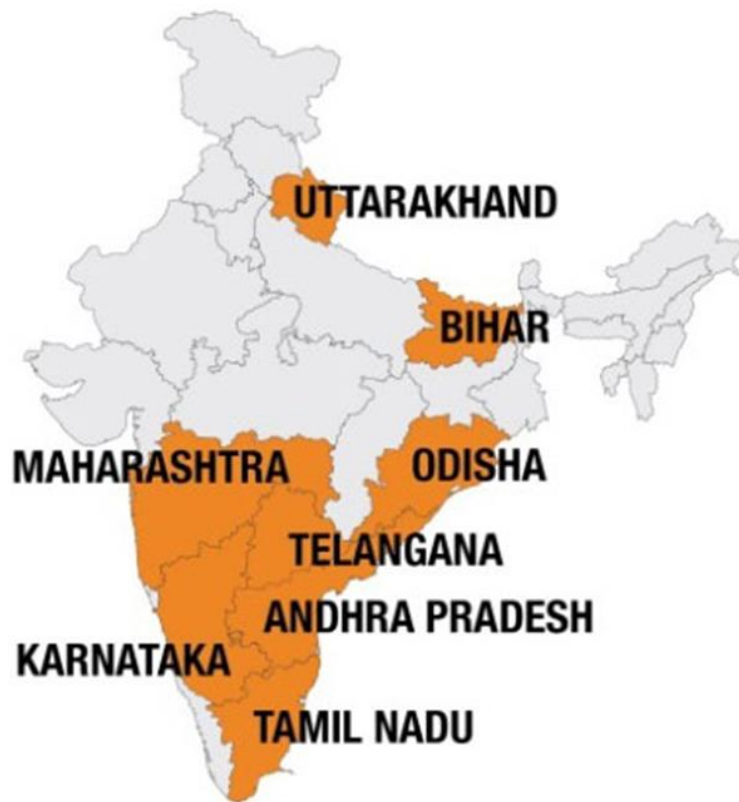 UTTARAKHAND
BIHAR
MAHARASHTRA
ODISHA
TELANGANA
ANDHRA PRADESH
KARNATAKA
TAMIL NADU